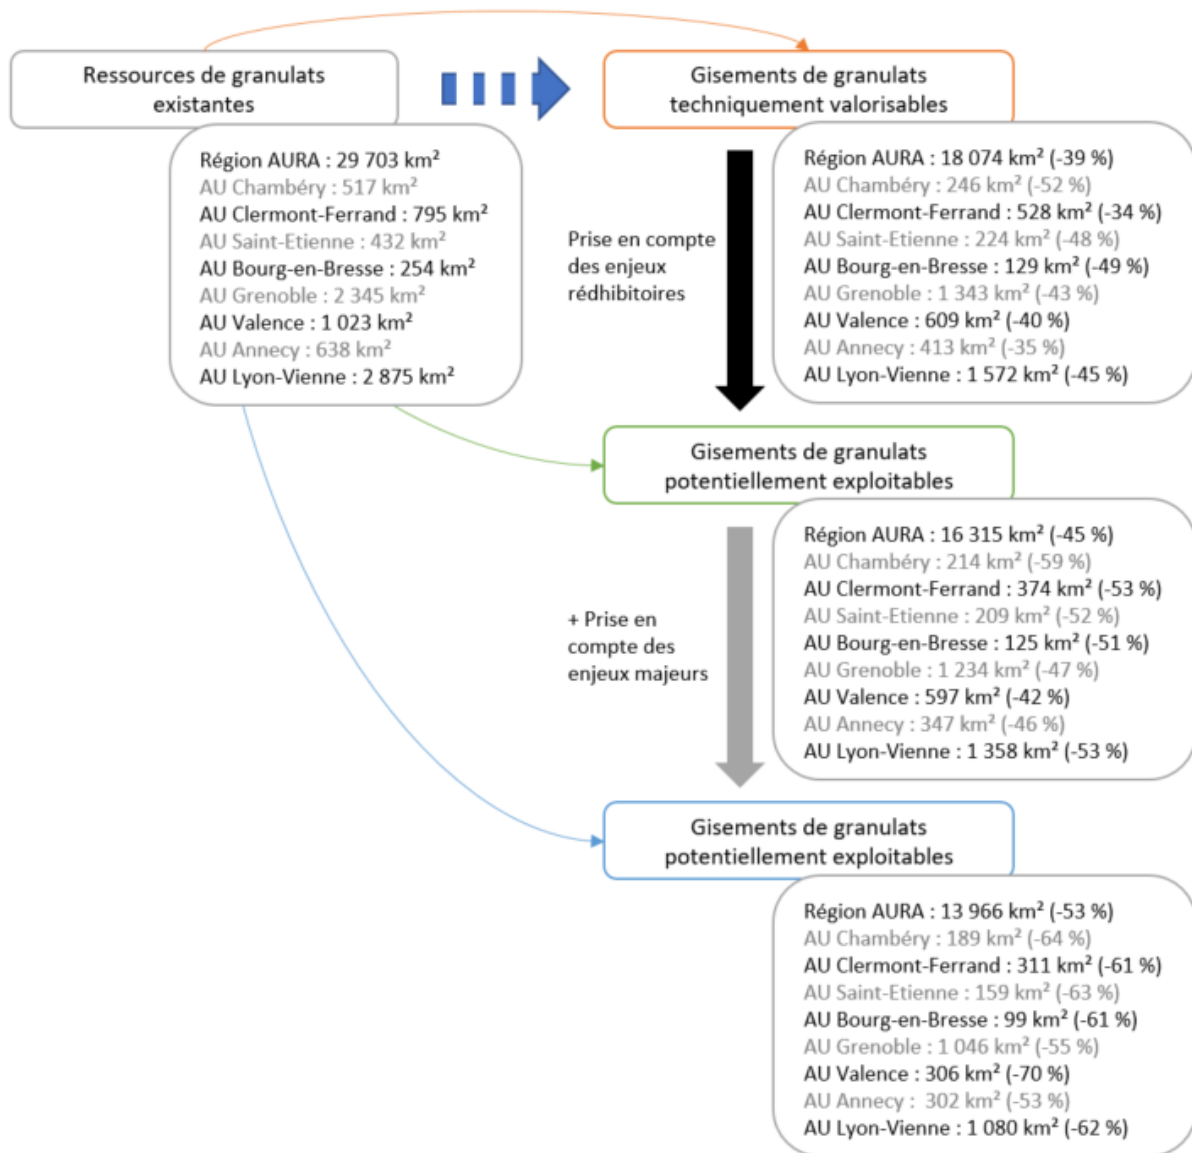 Ressources de granulats
existantes
Région AURA : 29 703 km²
AU Chambéry : 517 km²
AU Clermont-Ferrand : 795 km²
AU Saint-Etienne : 432 km²
AU Bourg-en-Bresse : 254 km²
AU Grenoble : 2 345 km²
AU Valence : 1 023 km²
AU Annecy : 638 km²
AU Lyon-Vienne : 2 875 km²
Gisements de granulats
techniquement valorisables
Région AURA : 18 074 km² (-39 %)
AU Chambéry : 246 km² (-52 %)
AU Clermont-Ferrand : 528 km² (-34 %)
AU Saint-Etienne : 224 km² (-48 %)
AU Bourg-en-Bresse : 129 km² (-49 %)
AU Grenoble : 1 343 km² (-43 %)
AU Valence : 609 km² (-40 %)
AU Annecy : 413 km² (-35 %)
AU Lyon-Vienne : 1 572 km² (-45 %)
Prise en compte
des enjeux
rédhibitoires
Gisements de granulats
potentiellement exploitables
Région AURA : 16 315 km² (-45 %)
AU Chambéry : 214 km² (-59 %)
AU Clermont-Ferrand : 374 km² (-53 %)
AU Saint-Etienne : 209 km² (-52 %)
AU Bourg-en-Bresse : 125 km² (-51 %)
AU Grenoble : 1 234 km² (-47 %)
AU Valence : 597 km² (-42 %)
AU Annecy : 347 km² (-46 %)
AU Lyon-Vienne : 1 358 km² (-53 %)
+ Prise en
compte des
enjeux majeurs
Gisements de granulats
potentiellement exploitables
Région AURA : 13 966 km² (-53 %)
AU Chambéry : 189 km² (-64 %)
AU Clermont-Ferrand : 311 km² (-61 %)
AU Saint-Etienne : 159 km² (-63 %)
AU Bourg-en-Bresse : 99 km² (-61 %)
AU Grenoble : 1 046 km² (-55 %)
AU Valence : 306 km² (-70 %)
AU Annecy :  302 km² (-53 %)
AU Lyon-Vienne : 1 080 km² (-62 %)